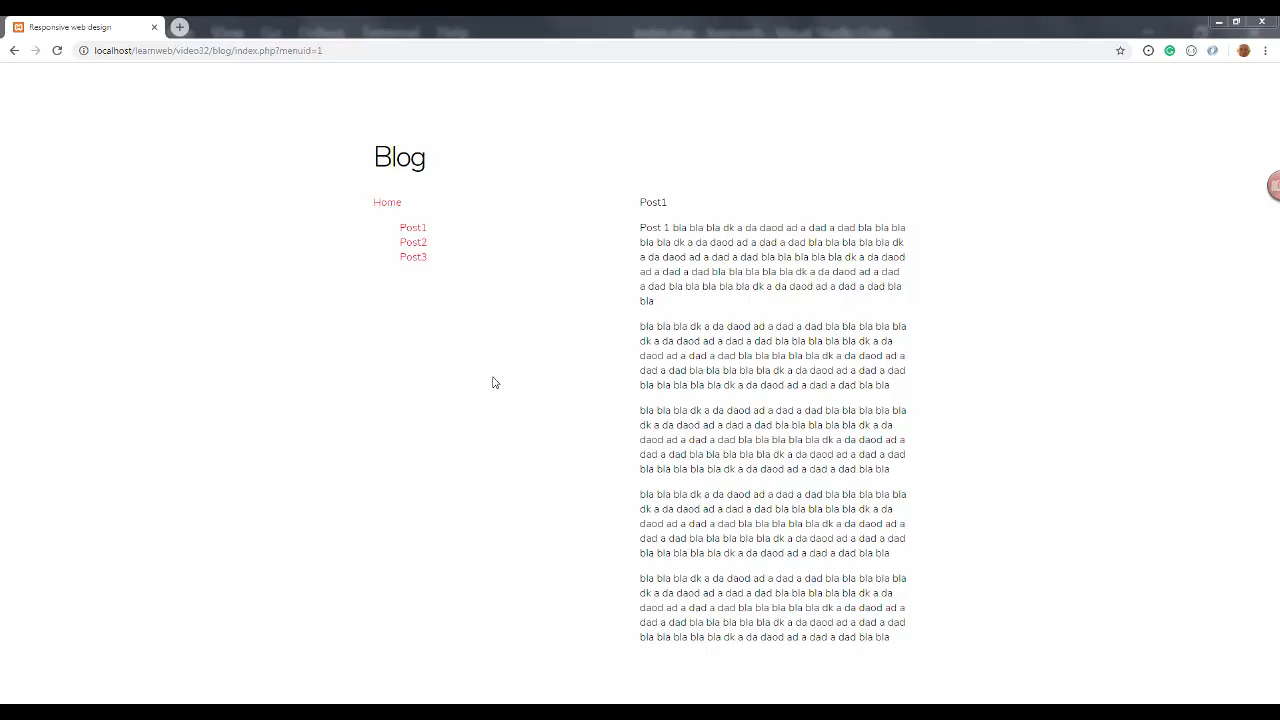 Responsive web design
localhost/learnweb/video32/blog/index.php?menuid=1
Blog
Home
Post1
Post2
Post3
Post1
Post 1 bla bla bla dk a da daod ad a dad a dad bla bla bla
bla bla dk a da daod ad a dad a dad bla bla bla bla bla dk
a da daod ad a dad a dad bla bla bla bla bla dk a da daod
ad a dad a dad bla bla bla bla bla dk a da daod ad a dad
a dad bla bla bla bla bla dk a da daod ad a dad a dad bla
bla
bla bla bla dk a da daod ad a dad a dad bla bla bla bla bla
dk a da daod ad a dad a dad bla bla bla bla bla dk a da
daod ad a dad a dad bla bla bla bla bla dk a da daod ad a
dad a dad bla bla bla bla bla dk a da daod ad a dad a dad
bla bla bla bla bla dk a da daod ad a dad a dad bla bla
bla bla bla dk a da daod ad a dad a dad bla bla bla bla bla
dk a da daod ad a dad a dad bla bla bla bla bla dk a da
daod ad a dad a dad bla bla bla bla bla dk a da daod ad a
dad a dad bla bla bla bla bla dk a da daod ad a dad a dad
bla bla bla bla bla dk a da daod ad a dad a dad bla bla
bla bla bla dk a da daod ad a dad a dad bla bla bla bla bla
dk a da daod ad a dad a dad bla bla bla bla bla dk a da
daod ad a dad a dad bla bla bla bla bla dk a da daod ad a
dad a dad bla bla bla bla bla dk a da daod ad a dad a dad
bla bla bla bla bla dk a da daod ad a dad a dad bla bla
bla bla bla dk a da daod ad a dad a dad bla bla bla bla bla
dk a da daod ad a dad a dad bla bla bla bla bla dk a da
daod ad a dad a dad bla bla bla bla bla dk a da daod ad a
dad a dad bla bla bla bla bla dk a da daod ad a dad a dad
bla bla bla bla bla dk a da daod ad a dad a dad bla bla